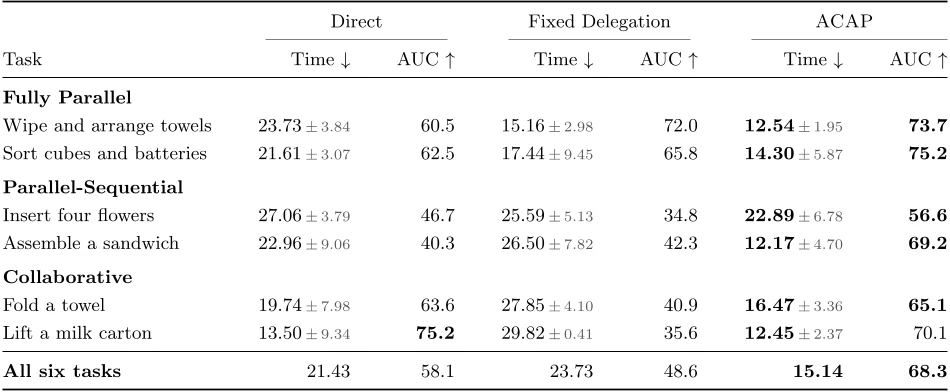 Direct Fixed Delegation ACAP
Task Time ↓ AUC ↑ Time ↓ AUC ↑ Time ↓ AUC ↑
Fully Parallel
Wipe and arrange towels 23.73 ± 3.84 60.5 15.16 ± 2.98 72.0 12.54 ± 1.95 73.7
Sort cubes and batteries 21.61 ± 3.07 62.5 17.44 ± 9.45 65.8 14.30 ± 5.87 75.2
Parallel-Sequential
Insert four flowers 27.06 ± 3.79 46.7 25.59 ± 5.13 34.8 22.89 ± 6.78 56.6
Assemble a sandwich 22.96 ± 9.06 40.3 26.50 ± 7.82 42.3 12.17 ± 4.70 69.2
Collaborative
Fold a towel 19.74 ± 7.98 63.6 27.85 ± 4.10 40.9 16.47 ± 3.36 65.1
Lift a milk carton 13.50 ± 9.34 75.2 29.82 ± 0.41 35.6 12.45 ± 2.37 70.1
All six tasks 21.43 58.1 23.73 48.6 15.14 68.3